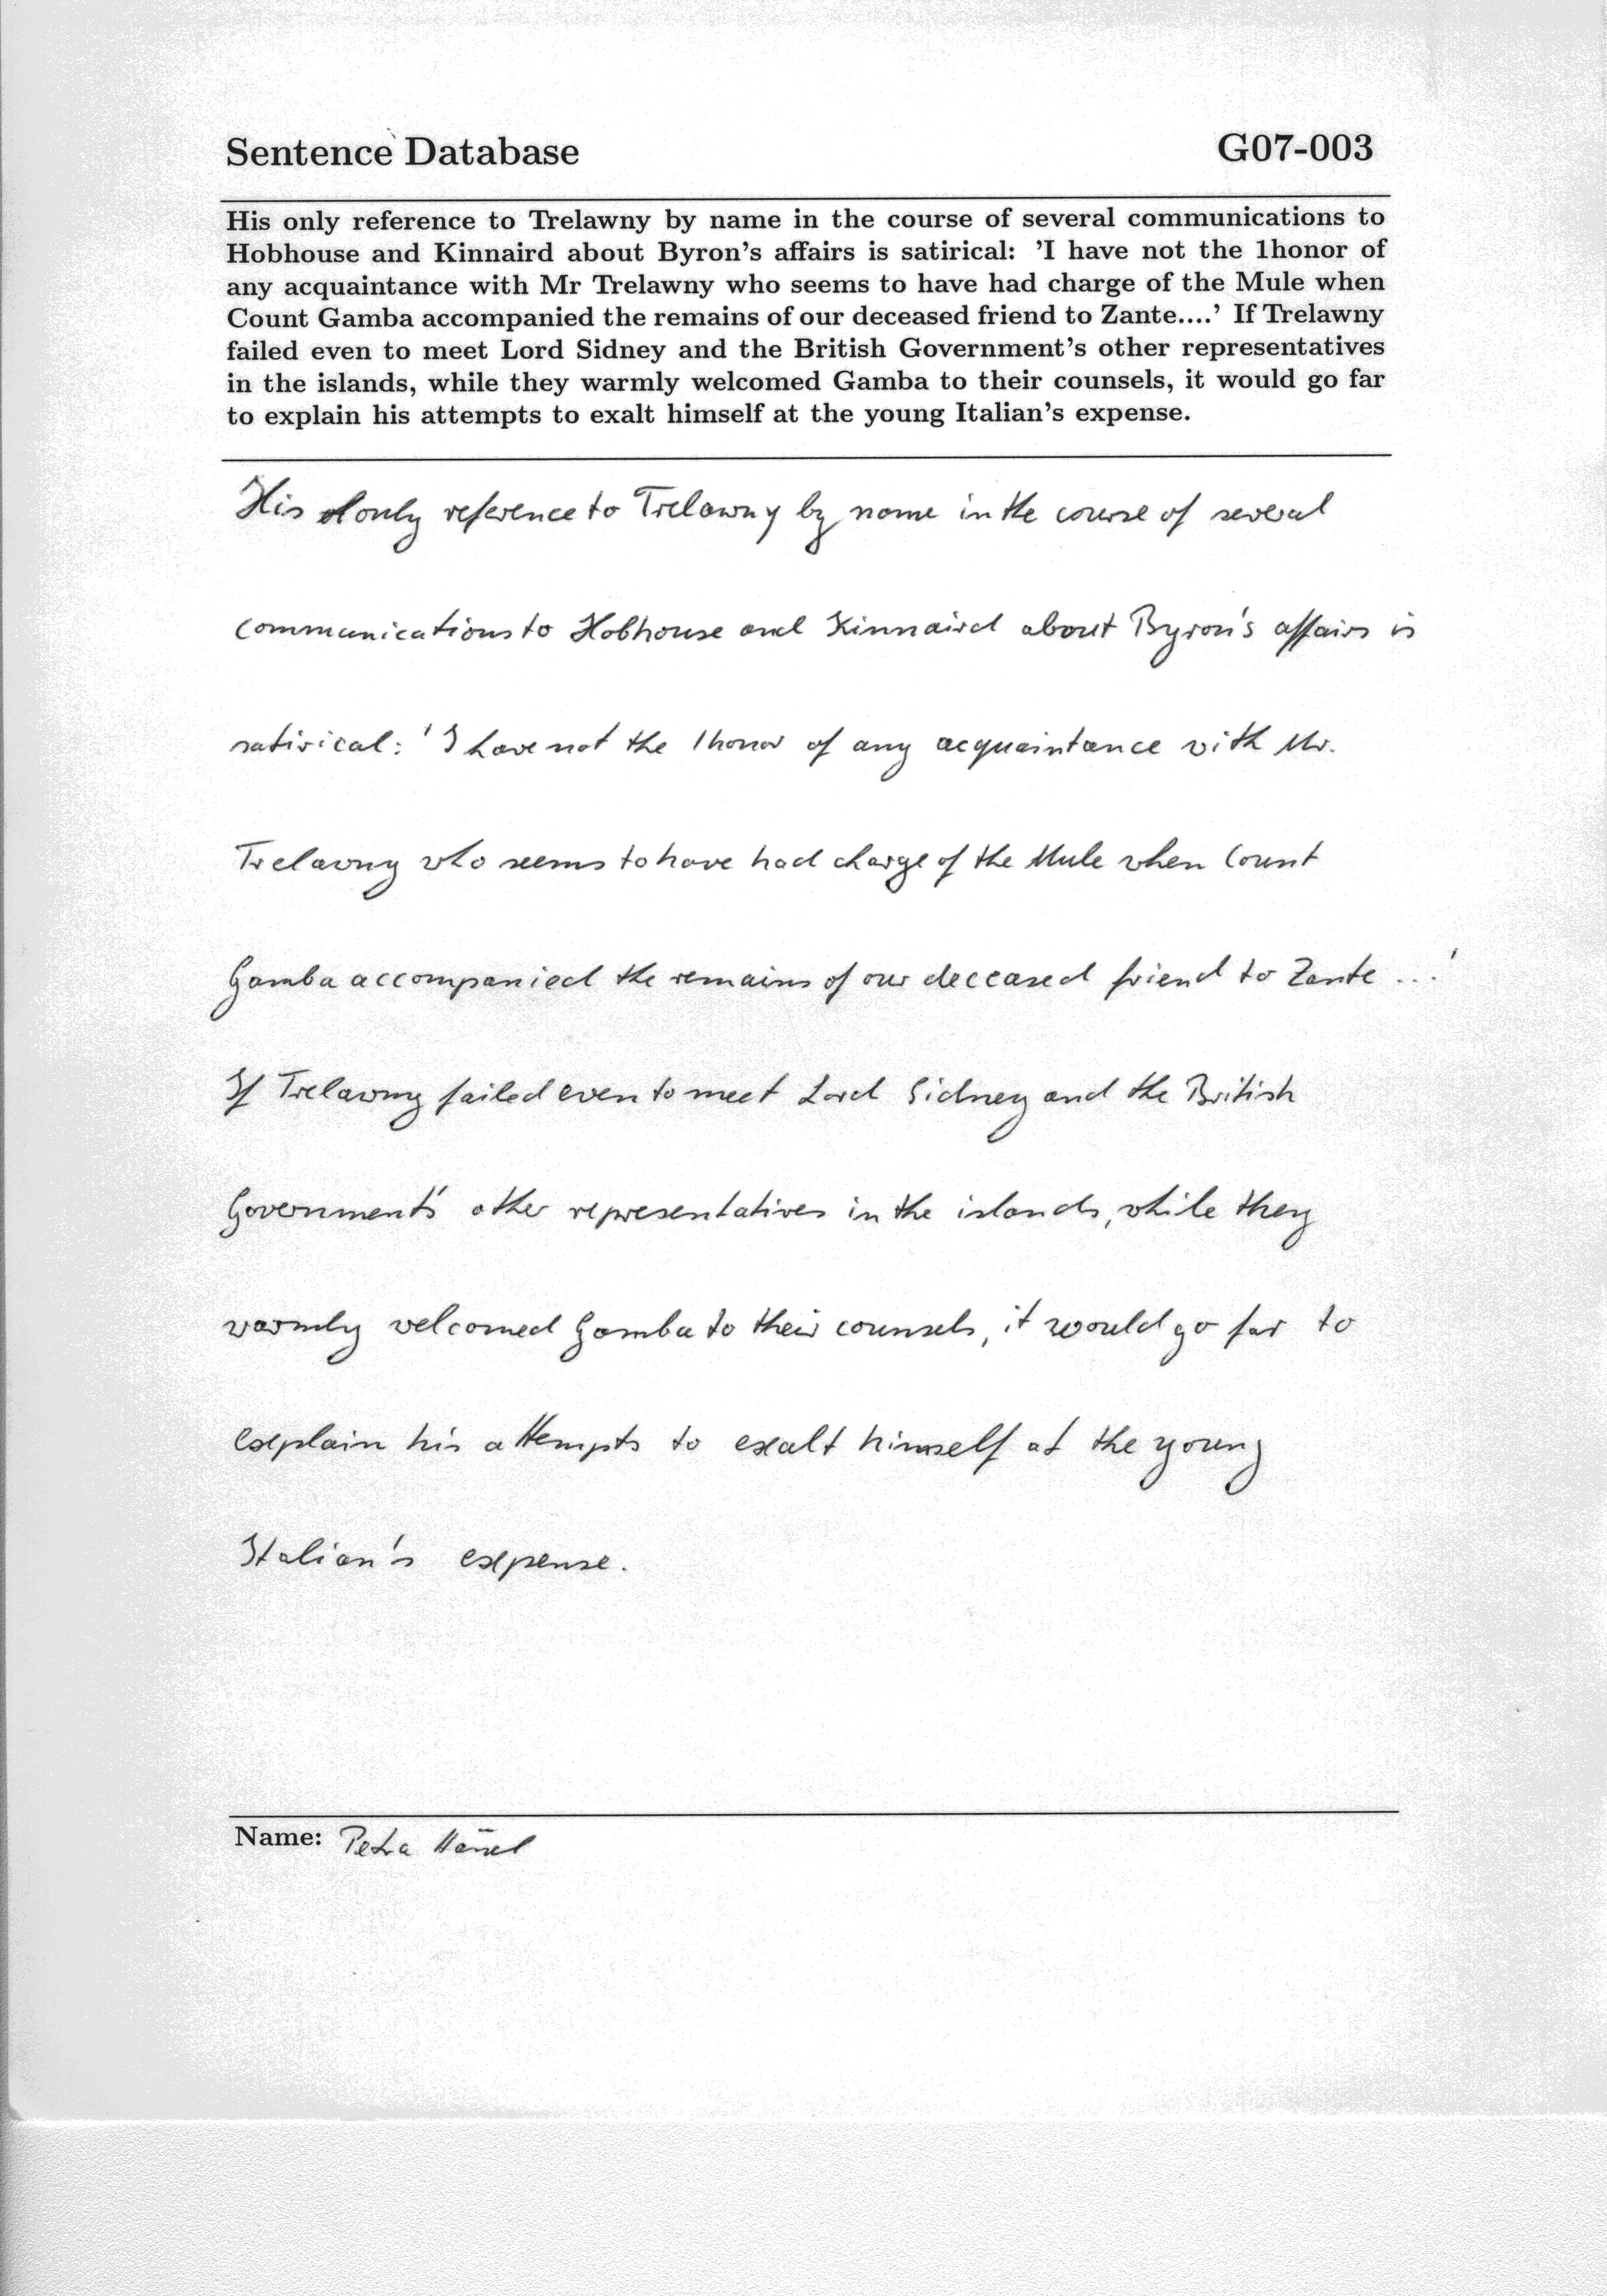 Sentence Database G07-003
His only reference to Trelawny by name in the course of several communications to
Hobhouse and Kinnaird about Byron's affairs is satirical: 'I have not the 1honor of
any acquaintance with Mr Trelawny who seems to have had charge of the Mule when
Count Gamba accompanied the remains of our deceased friend to Zante....' If Trelawny
failed even to meet Lord Sidney and the British Government's other representatives
in the islands, while they warmly welcomed Gamba to their counsels, it would go far
to explain his attempts to exalt himself at the young Italian's expense.
His only reference to Trelawny by name in the course of several
communications to Hobhouse and Kinnaird about Byron's affairs is
satirical: 'I have not the 1honor of any acquaintance with Mr.
Trelawny who seems to have had charge of the Mule when Count
Gamba accompanied the remains of our deceased friend to Zante ...'
If Trelawny failed even to meet Lord Sidney and the British
Government's other representatives in the islands, while they
warmly welcomed Gamba to their counsels, it would go far to
explain his attempts to exalt himself at the young
Italian's expense.
Name: Petra